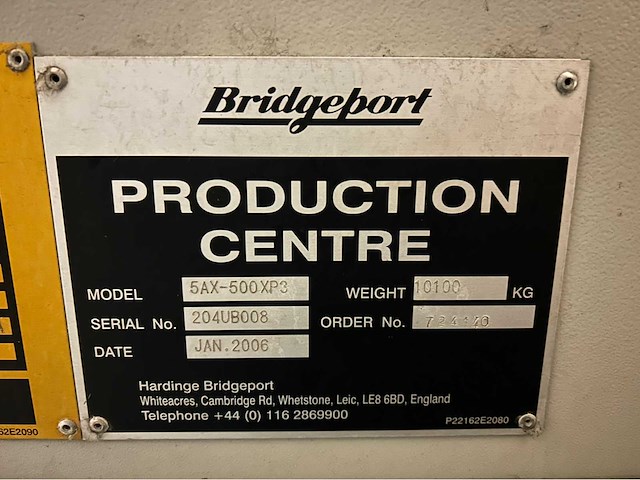 Bridgeport
PRODUCTION
CENTRE
MODEL 5AX-500XP3 WEIGHT 10100 KG
SERIAL No. 204UB008 ORDER No.
DATE JAN.2006
Hardinge Bridgeport
Whiteacres, Cambridge Rd, Whetstone, Leic, LE8 6BD, England
Telephone +44 (0) 116 2869900
P22162E2080
62E2090